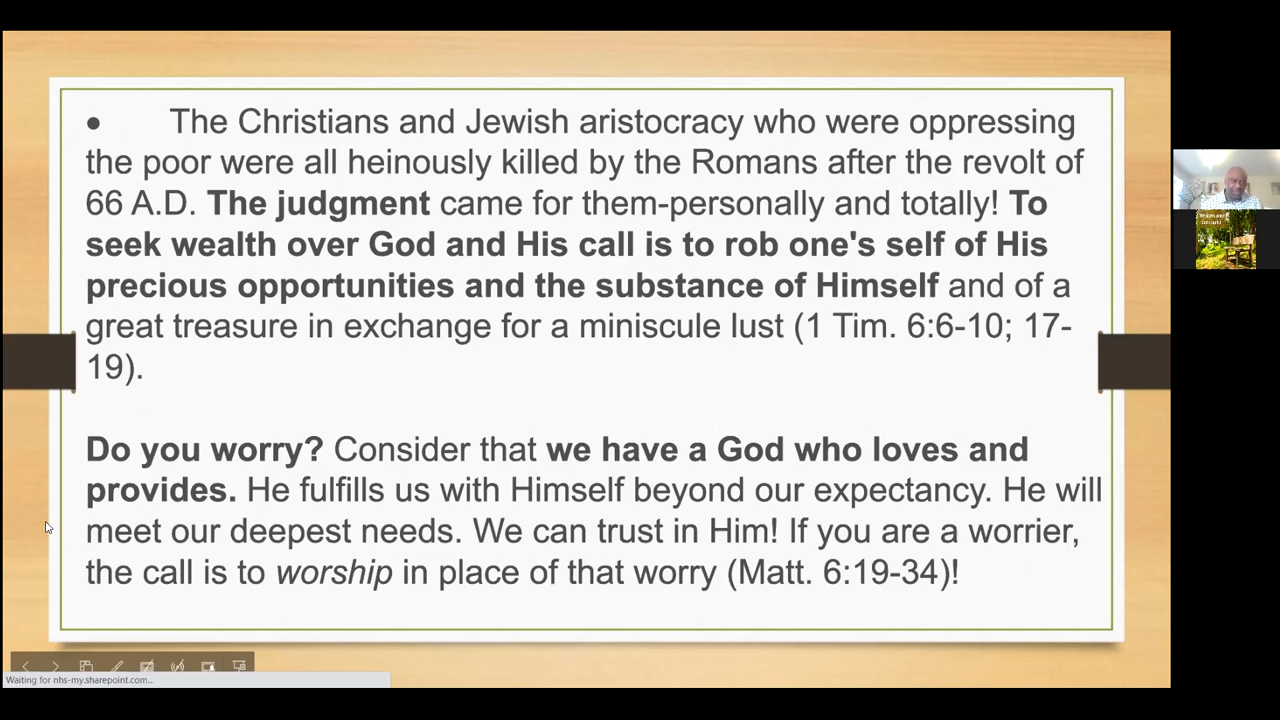 • The Christians and Jewish aristocracy who were oppressing
the poor were all heinously killed by the Romans after the revolt of
66 A.D. The judgment came for them-personally and totally! To
seek wealth over God and His call is to rob one's self of His
precious opportunities and the substance of Himself and of a
great treasure in exchange for a miniscule lust (1 Tim. 6:6-10; 17-
19).
Do you worry? Consider that we have a God who loves and
provides. He fulfills us with Himself beyond our expectancy. He will
meet our deepest needs. We can trust in Him! If you are a worrier,
the call is to worship in place of that worry (Matt. 6:19-34)!
Waiting for nhs-my.sharepoint.com...